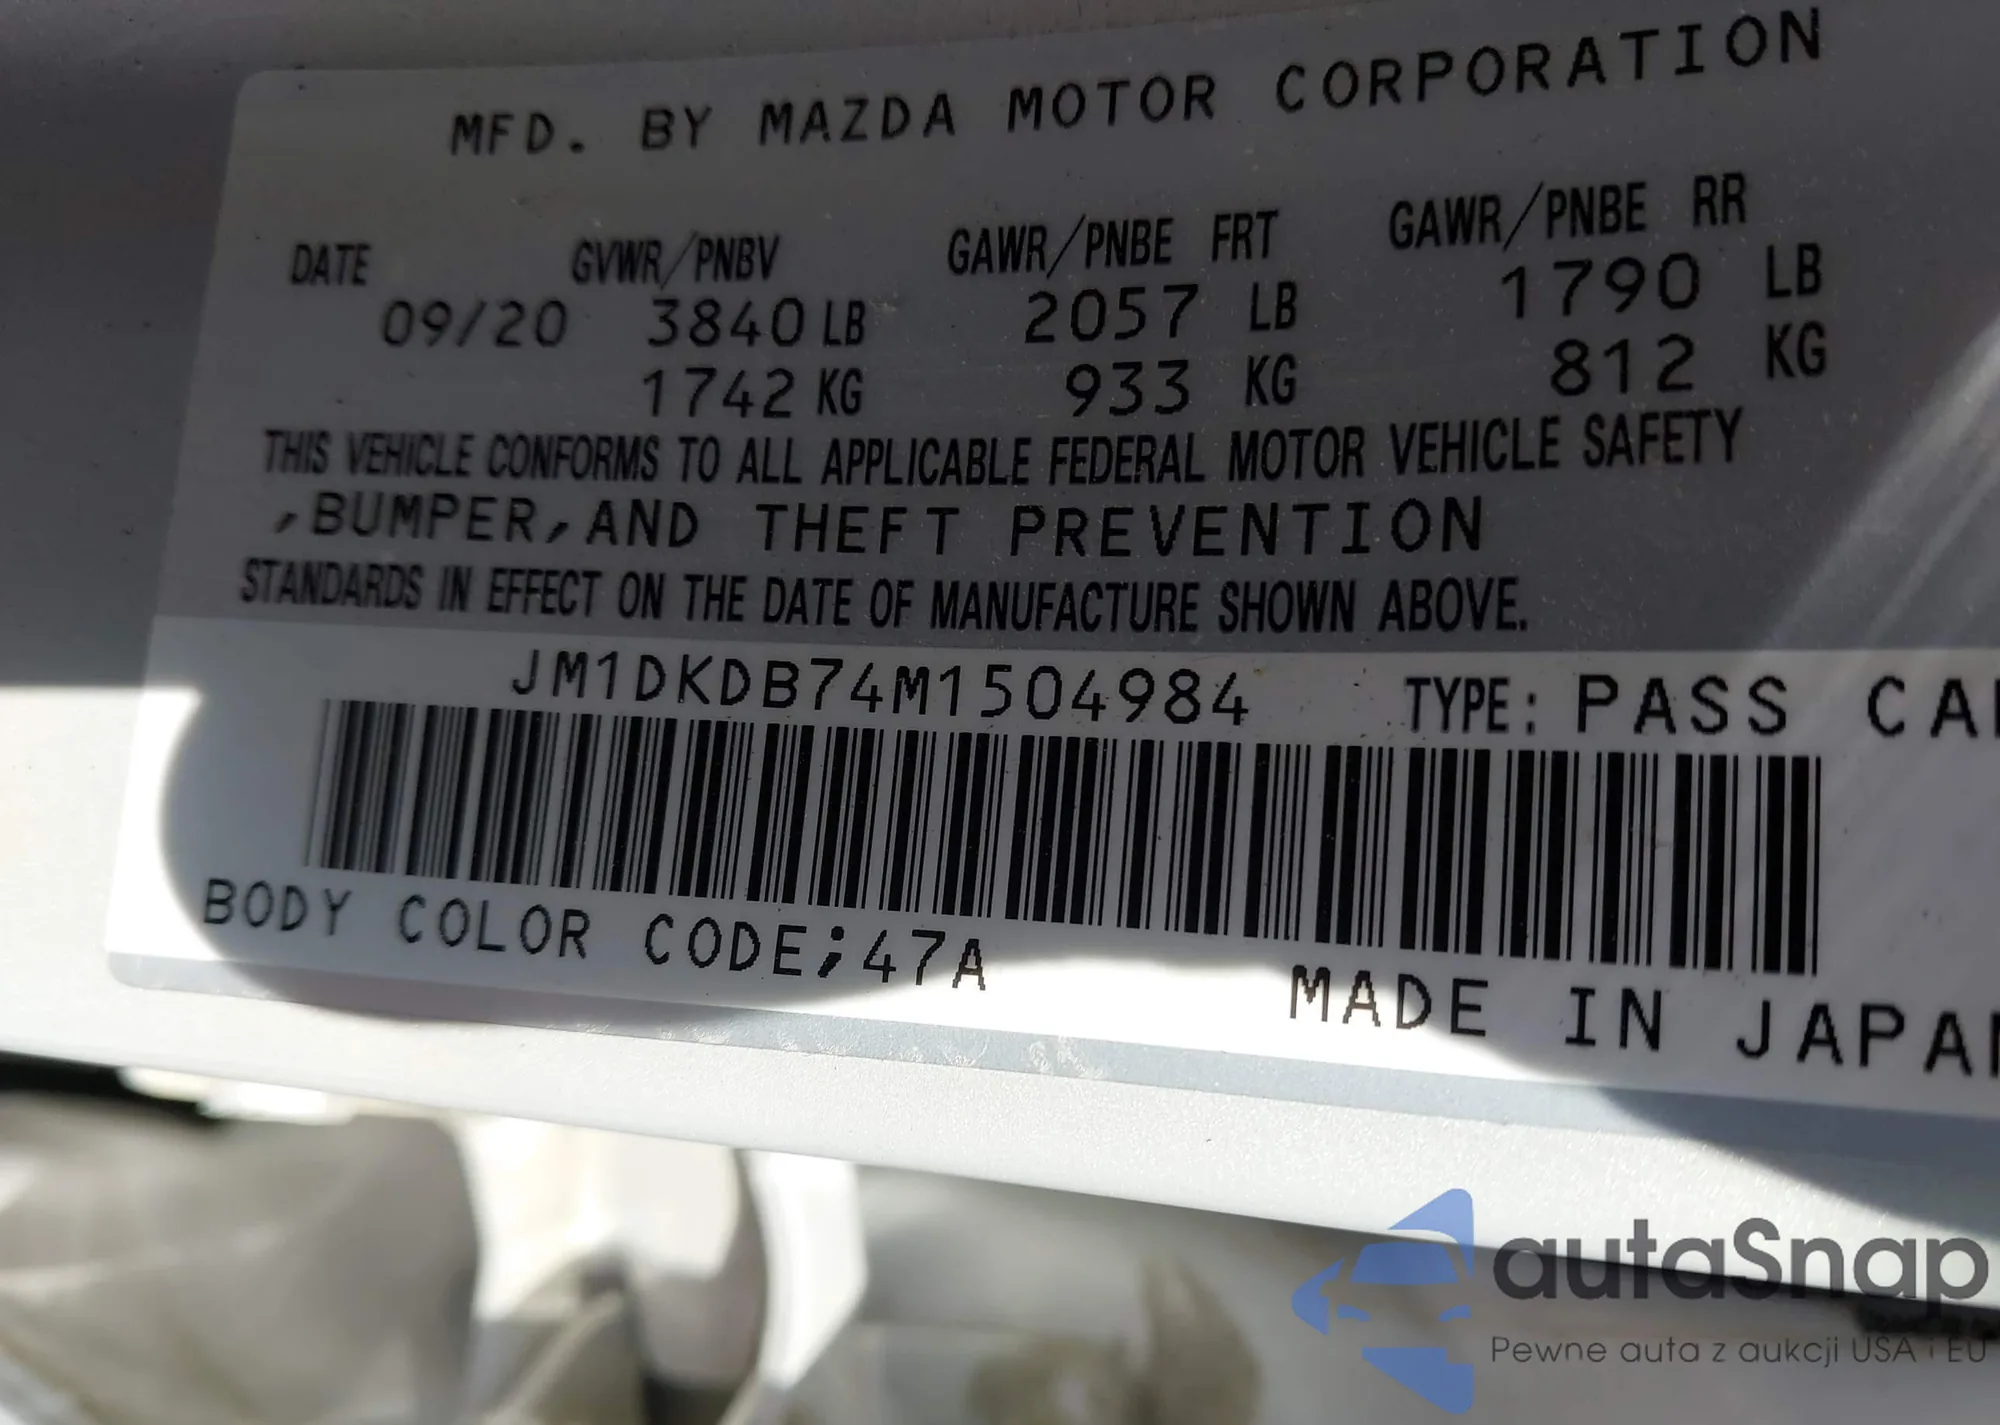 MFD. BY MAZDA MOTOR CORPORATION
DATE GVWR/PNBV GAWR/PNBE FRT GAWR/PNBE RR
09/20 3840 LB 2057 LB 1790 LB
1742 KG 933 KG 812 KG
THIS VEHICLE CONFORMS TO ALL APPLICABLE FEDERAL MOTOR VEHICLE SAFETY
,BUMPER,AND THEFT PREVENTION
STANDARDS IN EFFECT ON THE DATE OF MANUFACTURE SHOWN ABOVE.
JM1DKDB74M1504984 TYPE: PASS CA
BODY COLOR CODE;47A
MADE IN JAPAN
autaSnap
Pewne auta z aukcji USA i EU